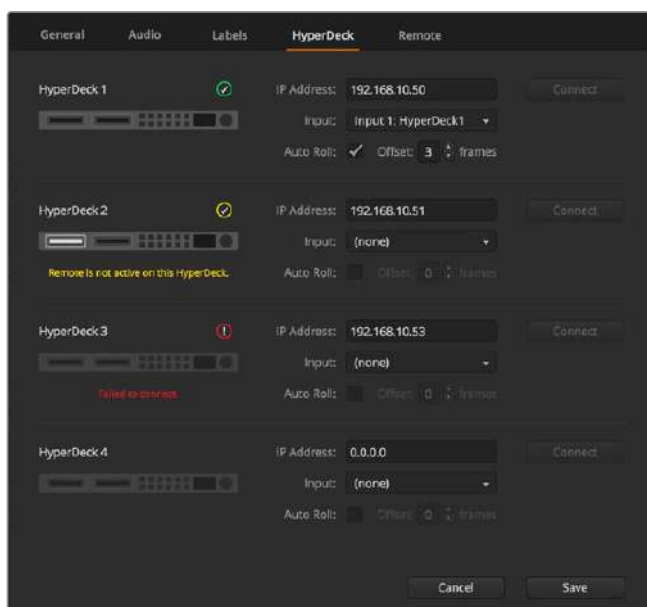 General Audio Labels HyperDeck Remote
HyperDeck 1 IP Address: 192.168.10.50 Connect
Input: Input 1: HyperDeck1
Auto Roll: Offset: 3 frames
HyperDeck 2 IP Address: 192.168.10.51 Connect
Input: (none)
Remote is not active on this HyperDeck.
Auto Roll: Offset: 0 frames
HyperDeck 3 IP Address: 192.168.10.53 Connect
Input: (none)
Failed to connect
Auto Roll: Offset: 0 frames
HyperDeck 4 IP Address: 0.0.0.0 Connect
Input: (none)
Auto Roll: Offset: 0 frames
Cancel Save